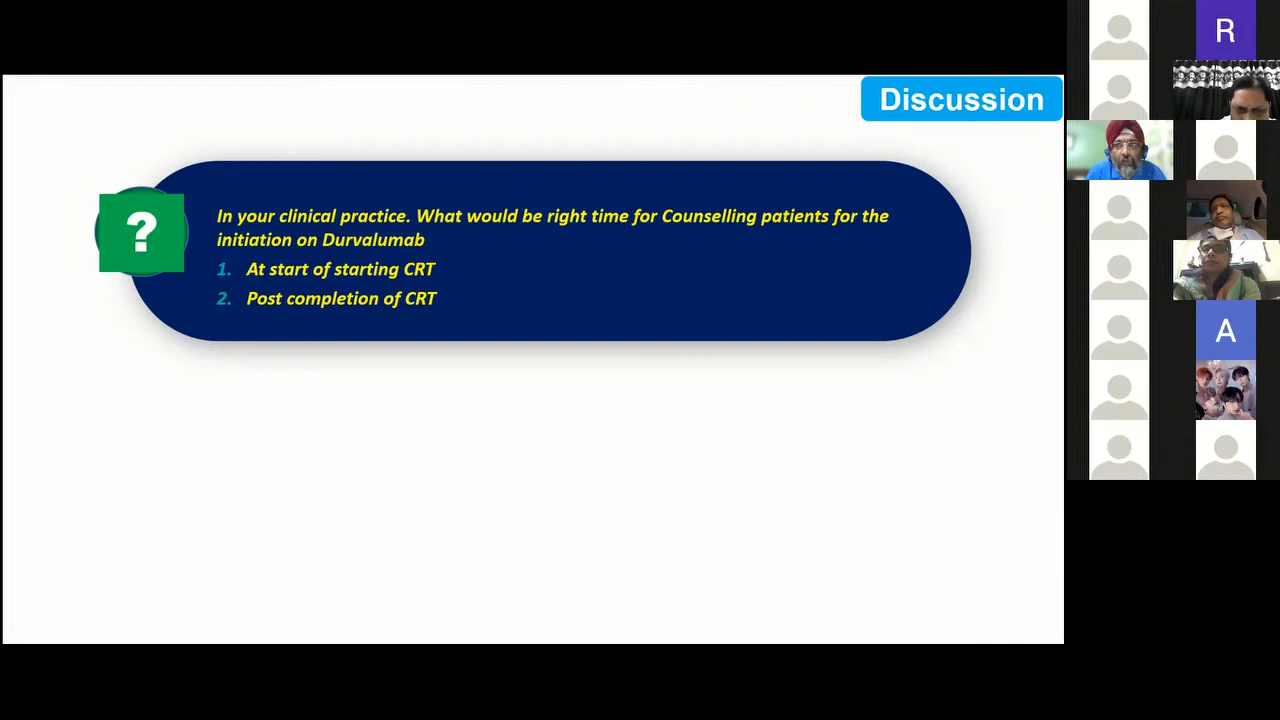 Discussion
?
In your clinical practice. What would be right time for Counselling patients for the
initiation on Durvalumab
1. At start of starting CRT
2. Post completion of CRT
R
A